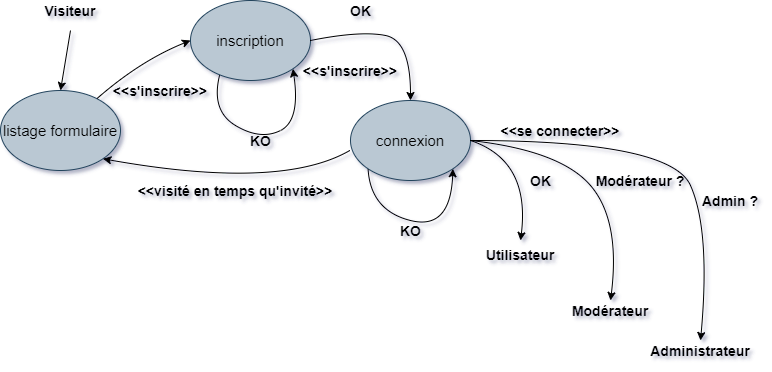 Visiteur
OK
inscription
<<s'inscrire>>
<<s'inscrire>>
listage formulaire
KO
connexion
<<se connecter>>
<<visité en temps qu'invité>>
OK
Modérateur ?
Admin ?
KO
Utilisateur
Modérateur
Administrateur